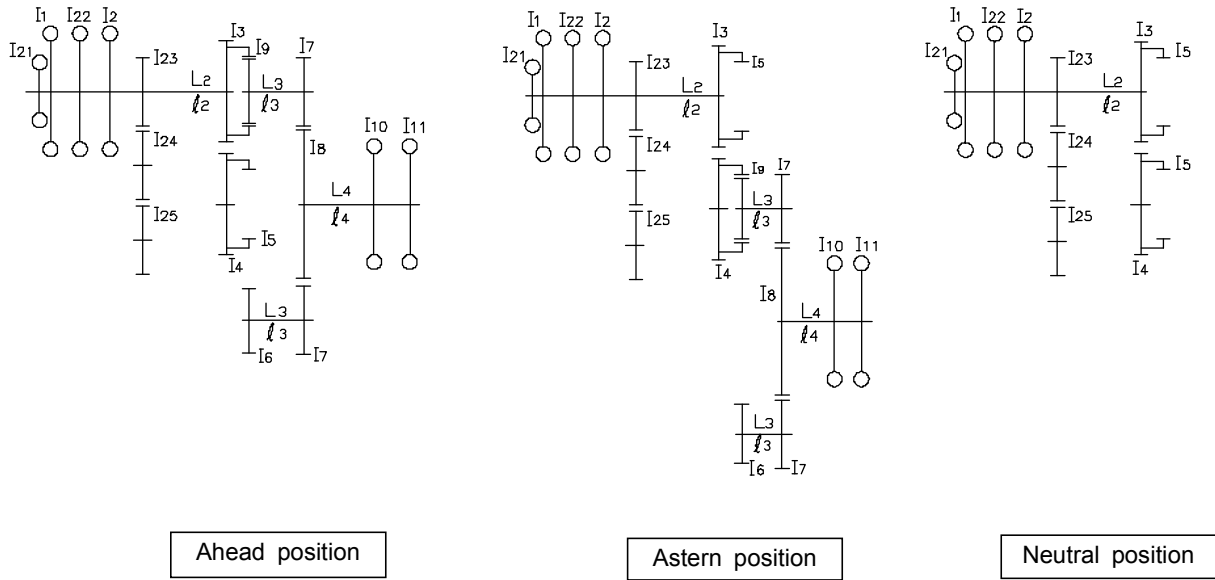 I1 I22 I2
I21
I23
I3
I9
I7
L2
ℓ2
L3
ℓ3
I24
I8
I10 I11
I25
L4
ℓ4
I5
I4
L3
ℓ3
I6
I7
Ahead position
I1 I22 I2
I21
I23
I3
I5
L2
ℓ2
I24
I9
I7
I25
L3
ℓ3
I4
I10 I11
I8
L4
ℓ4
L3
ℓ3
I6
I7
Astern position
I1 I22 I2
I21
I23
I3
I5
L2
ℓ2
I24
I5
I25
I4
Neutral position